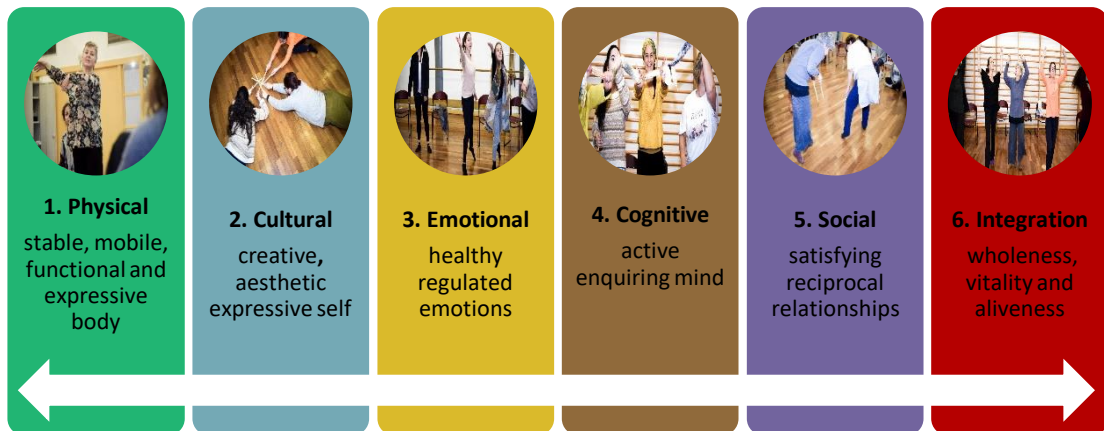 1. Physical
stable, mobile,
functional and
expressive
body
2. Cultural
creative, 
aesthetic
expressive self
3. Emotional
healthy
regulated
emotions
4. Cognitive
active
enquiring mind
5. Social
satisfying
reciprocal
relationships
6. Integration
wholeness,
vitality and
aliveness